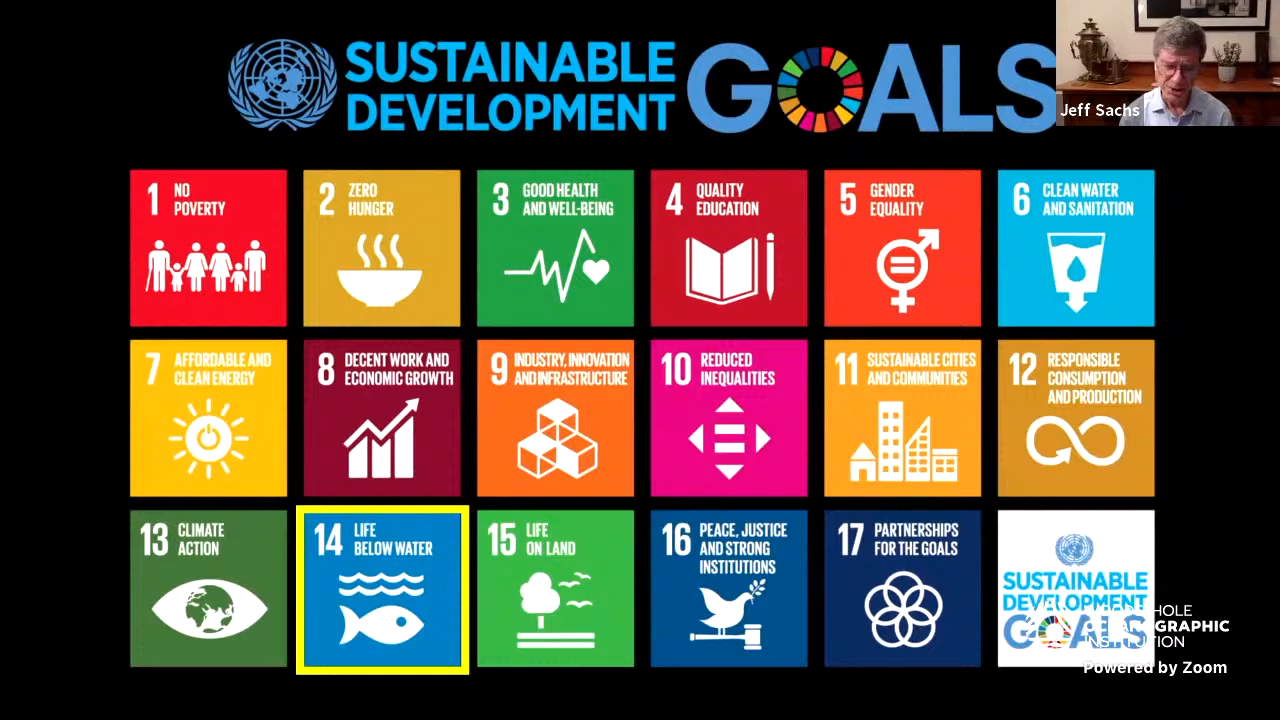 SUSTAINABLE
DEVELOPMENT
GOALS
Jeff Sachs
1 NO
POVERTY
2 ZERO
HUNGER
3 GOOD HEALTH
AND WELL-BEING
4 QUALITY
EDUCATION
5 GENDER
EQUALITY
6 CLEAN WATER
AND SANITATION
7 AFFORDABLE AND
CLEAN ENERGY
8 DECENT WORK AND
ECONOMIC GROWTH
9 INDUSTRY, INNOVATION
AND INFRASTRUCTURE
10 REDUCED
INEQUALITIES
11 SUSTAINABLE CITIES
AND COMMUNITIES
12 RESPONSIBLE
CONSUMPTION
AND PRODUCTION
13 CLIMATE
ACTION
14 LIFE
BELOW WATER
15 LIFE
ON LAND
16 PEACE, JUSTICE
AND STRONG
INSTITUTIONS
17 PARTNERSHIPS
FOR THE GOALS
SUSTAINABLE
DEVELOPMENT
GOALS
HOLE
OCEANOGRAPHIC
INSTITUTION
Powered by Zoom